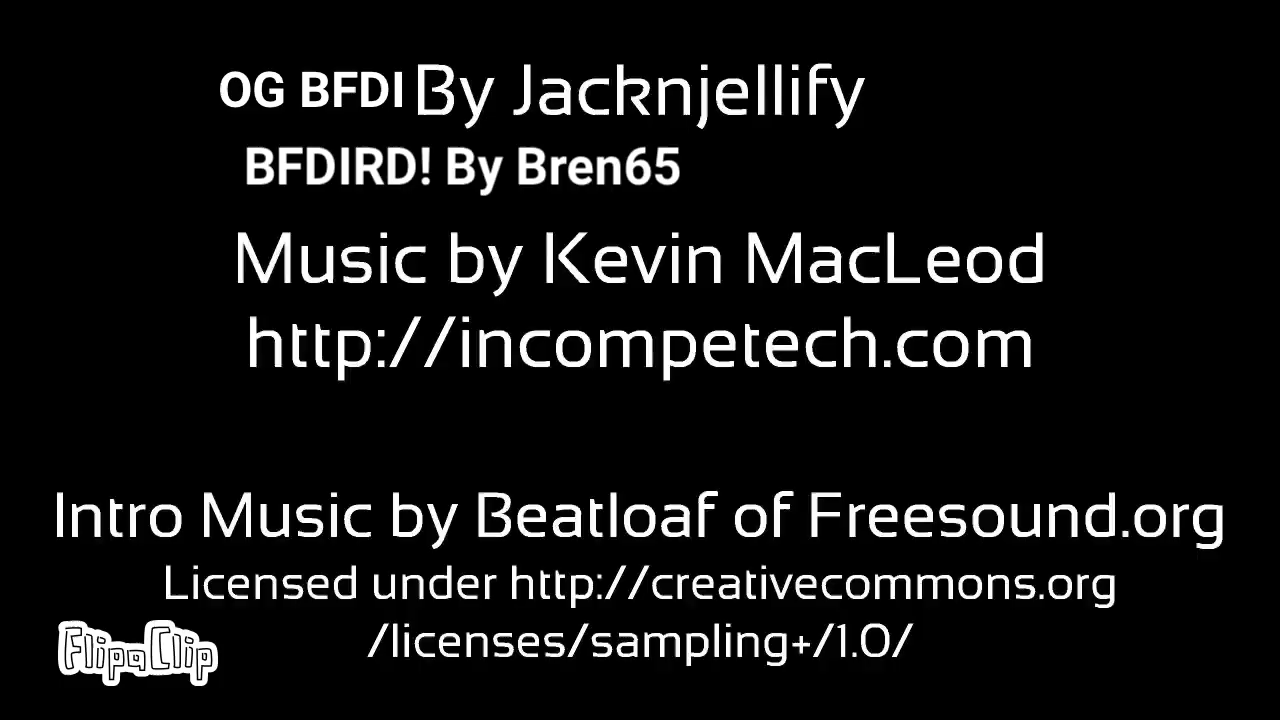 OG BFDI By Jacknjellify
BFDIRD! By Bren65
Music by Kevin MacLeod
http://incompetech.com
Intro Music by Beatloaf of Freesound.org
Licensed under http://creativecommons.org
/licenses/sampling+/1.0/
FlipaClip